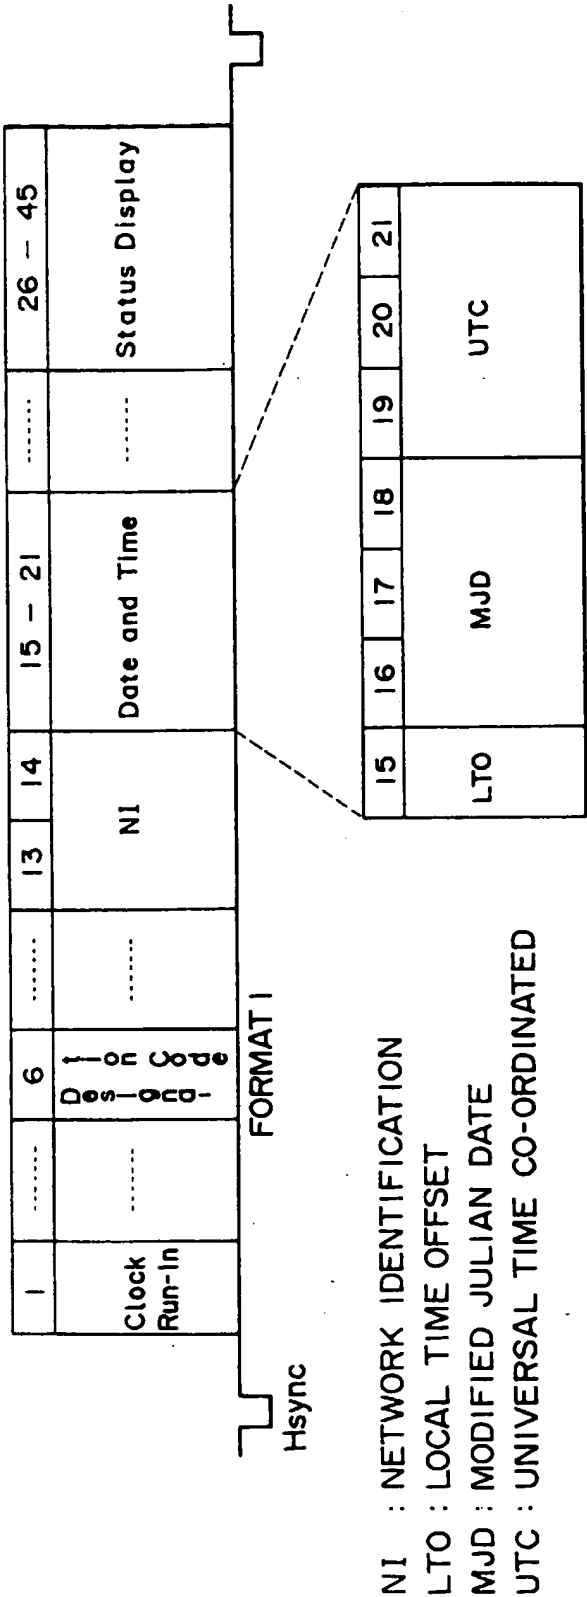 1 ....... 6 ....... 13 14 15 - 21 ....... 26 - 45
Clock
Run-In
.......
Designa-
tion Code
.......
NI
Date and Time
.......
Status Display
Hsync
FORMAT 1
15 16 17 18 19 20 21
LTO MJD UTC
NI : NETWORK IDENTIFICATION
LTO : LOCAL TIME OFFSET
MJD : MODIFIED JULIAN DATE
UTC : UNIVERSAL TIME CO-ORDINATED